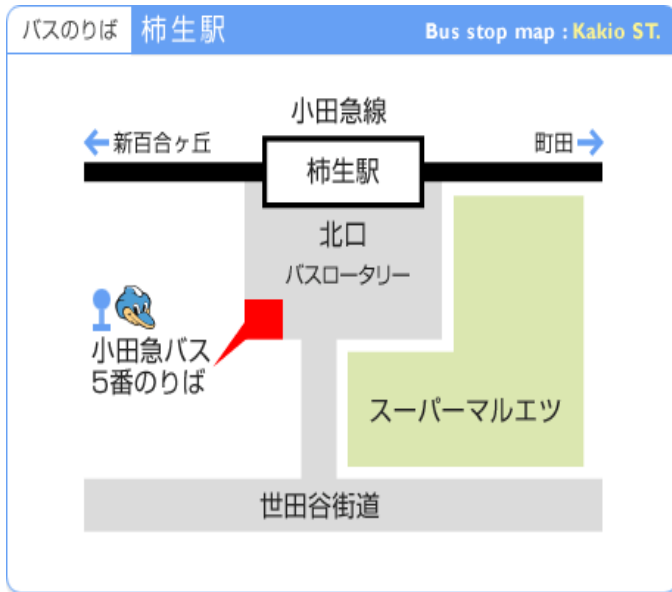 バスのりば 柿生駅 Bus stop map : Kakio ST.
小田急線
新百合ヶ丘 町田
柿生駅
北口
バスロータリー
小田急バス
5番のりば
スーパーマルエツ
世田谷街道